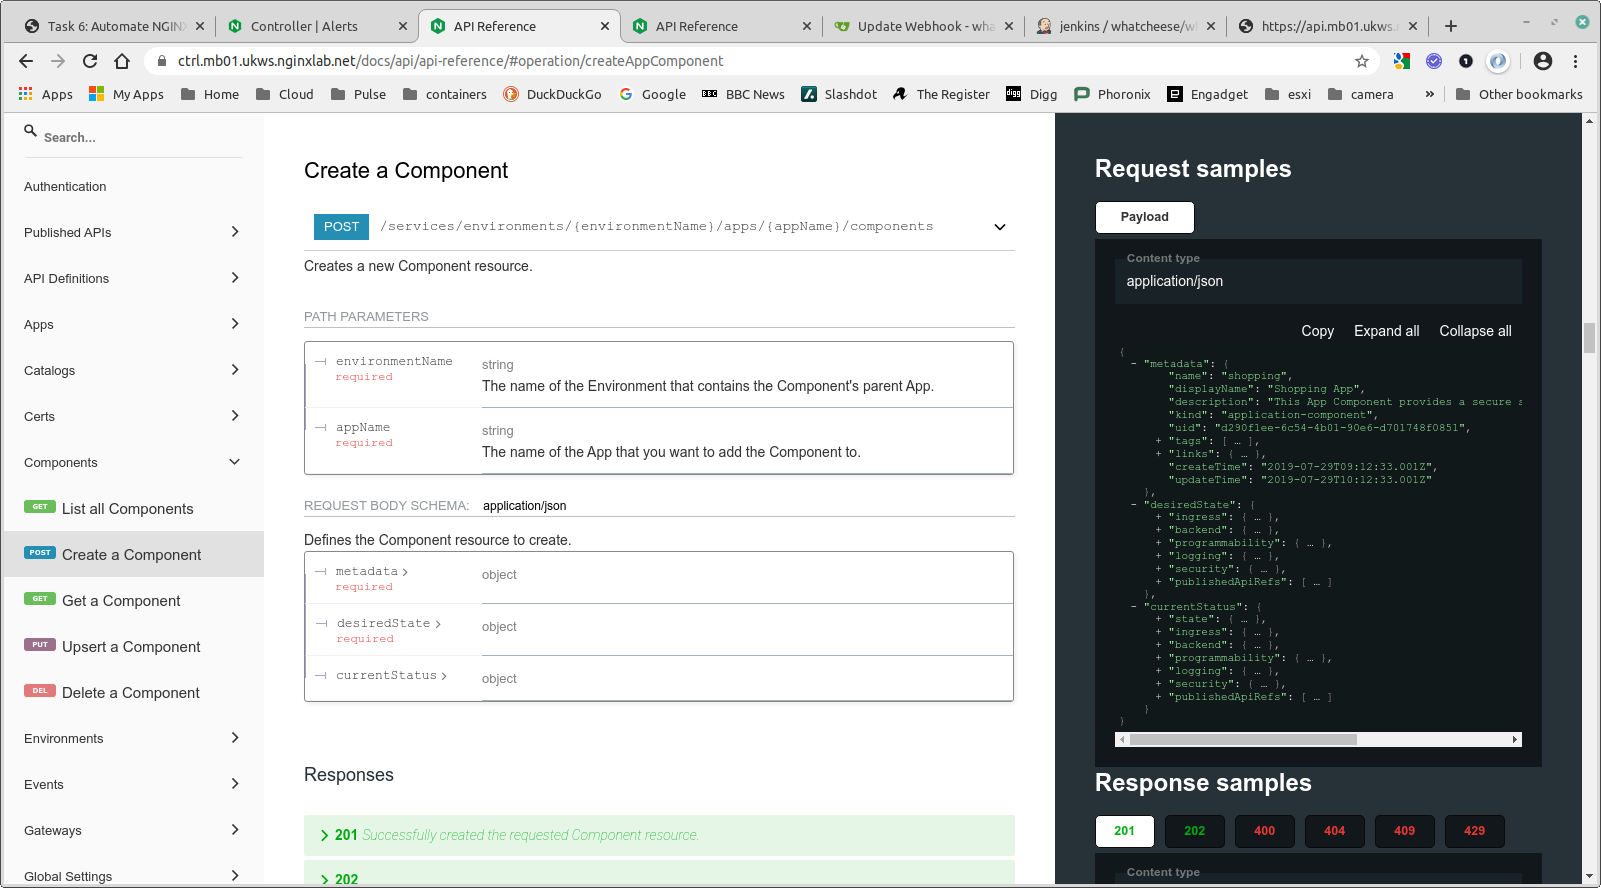 Task 6: Automate NGINX
Controller | Alerts
API Reference
API Reference
Update Webhook - wha
jenkins / whatcheese/w
https://api.mb01.ukws.n
ctrl.mb01.ukws.nginxlab.net/docs/api/api-reference/#operation/createAppComponent
Apps
My Apps
Home
Cloud
Pulse
containers
DuckDuckGo
Google
BBC News
Slashdot
The Register
Digg
Phoronix
Engadget
esxi
camera
»
Other bookmarks
Search...
Authentication
Published APIs
API Definitions
Apps
Catalogs
Certs
Components
GET List all Components
POST Create a Component
GET Get a Component
PUT Upsert a Component
DEL Delete a Component
Environments
Events
Gateways
Global Settings
Create a Component
POST /services/environments/{environmentName}/apps/{appName}/components
Creates a new Component resource.
PATH PARAMETERS
environmentName string
required
The name of the Environment that contains the Component's parent App.
appName string
required
The name of the App that you want to add the Component to.
REQUEST BODY SCHEMA: application/json
Defines the Component resource to create.
metadata > object
required
desiredState > object
required
currentStatus > object
Responses
> 201 Successfully created the requested Component resource.
> 202
Request samples
Payload
Content type
application/json
Copy Expand all Collapse all
{
- "metadata": {
"name": "shopping",
"displayName": "Shopping App",
"description": "This App Component provides a secure s
"kind": "application-component",
"uid": "d290f1ee-6c54-4b01-90e6-d701748f0851",
+ "tags": [ … ],
+ "links": { … },
"createTime": "2019-07-29T09:12:33.001Z",
"updateTime": "2019-07-29T10:12:33.001Z"
},
- "desiredState": {
+ "ingress": { … },
+ "backend": { … },
+ "programmability": { … },
+ "logging": { … },
+ "security": { … },
+ "publishedApiRefs": [ … ]
},
- "currentStatus": {
+ "state": { … },
+ "ingress": { … },
+ "backend": { … },
+ "programmability": { … },
+ "logging": { … },
+ "security": { … },
+ "publishedApiRefs": [ … ]
}
}
Response samples
201 202 400 404 409 429
Content type